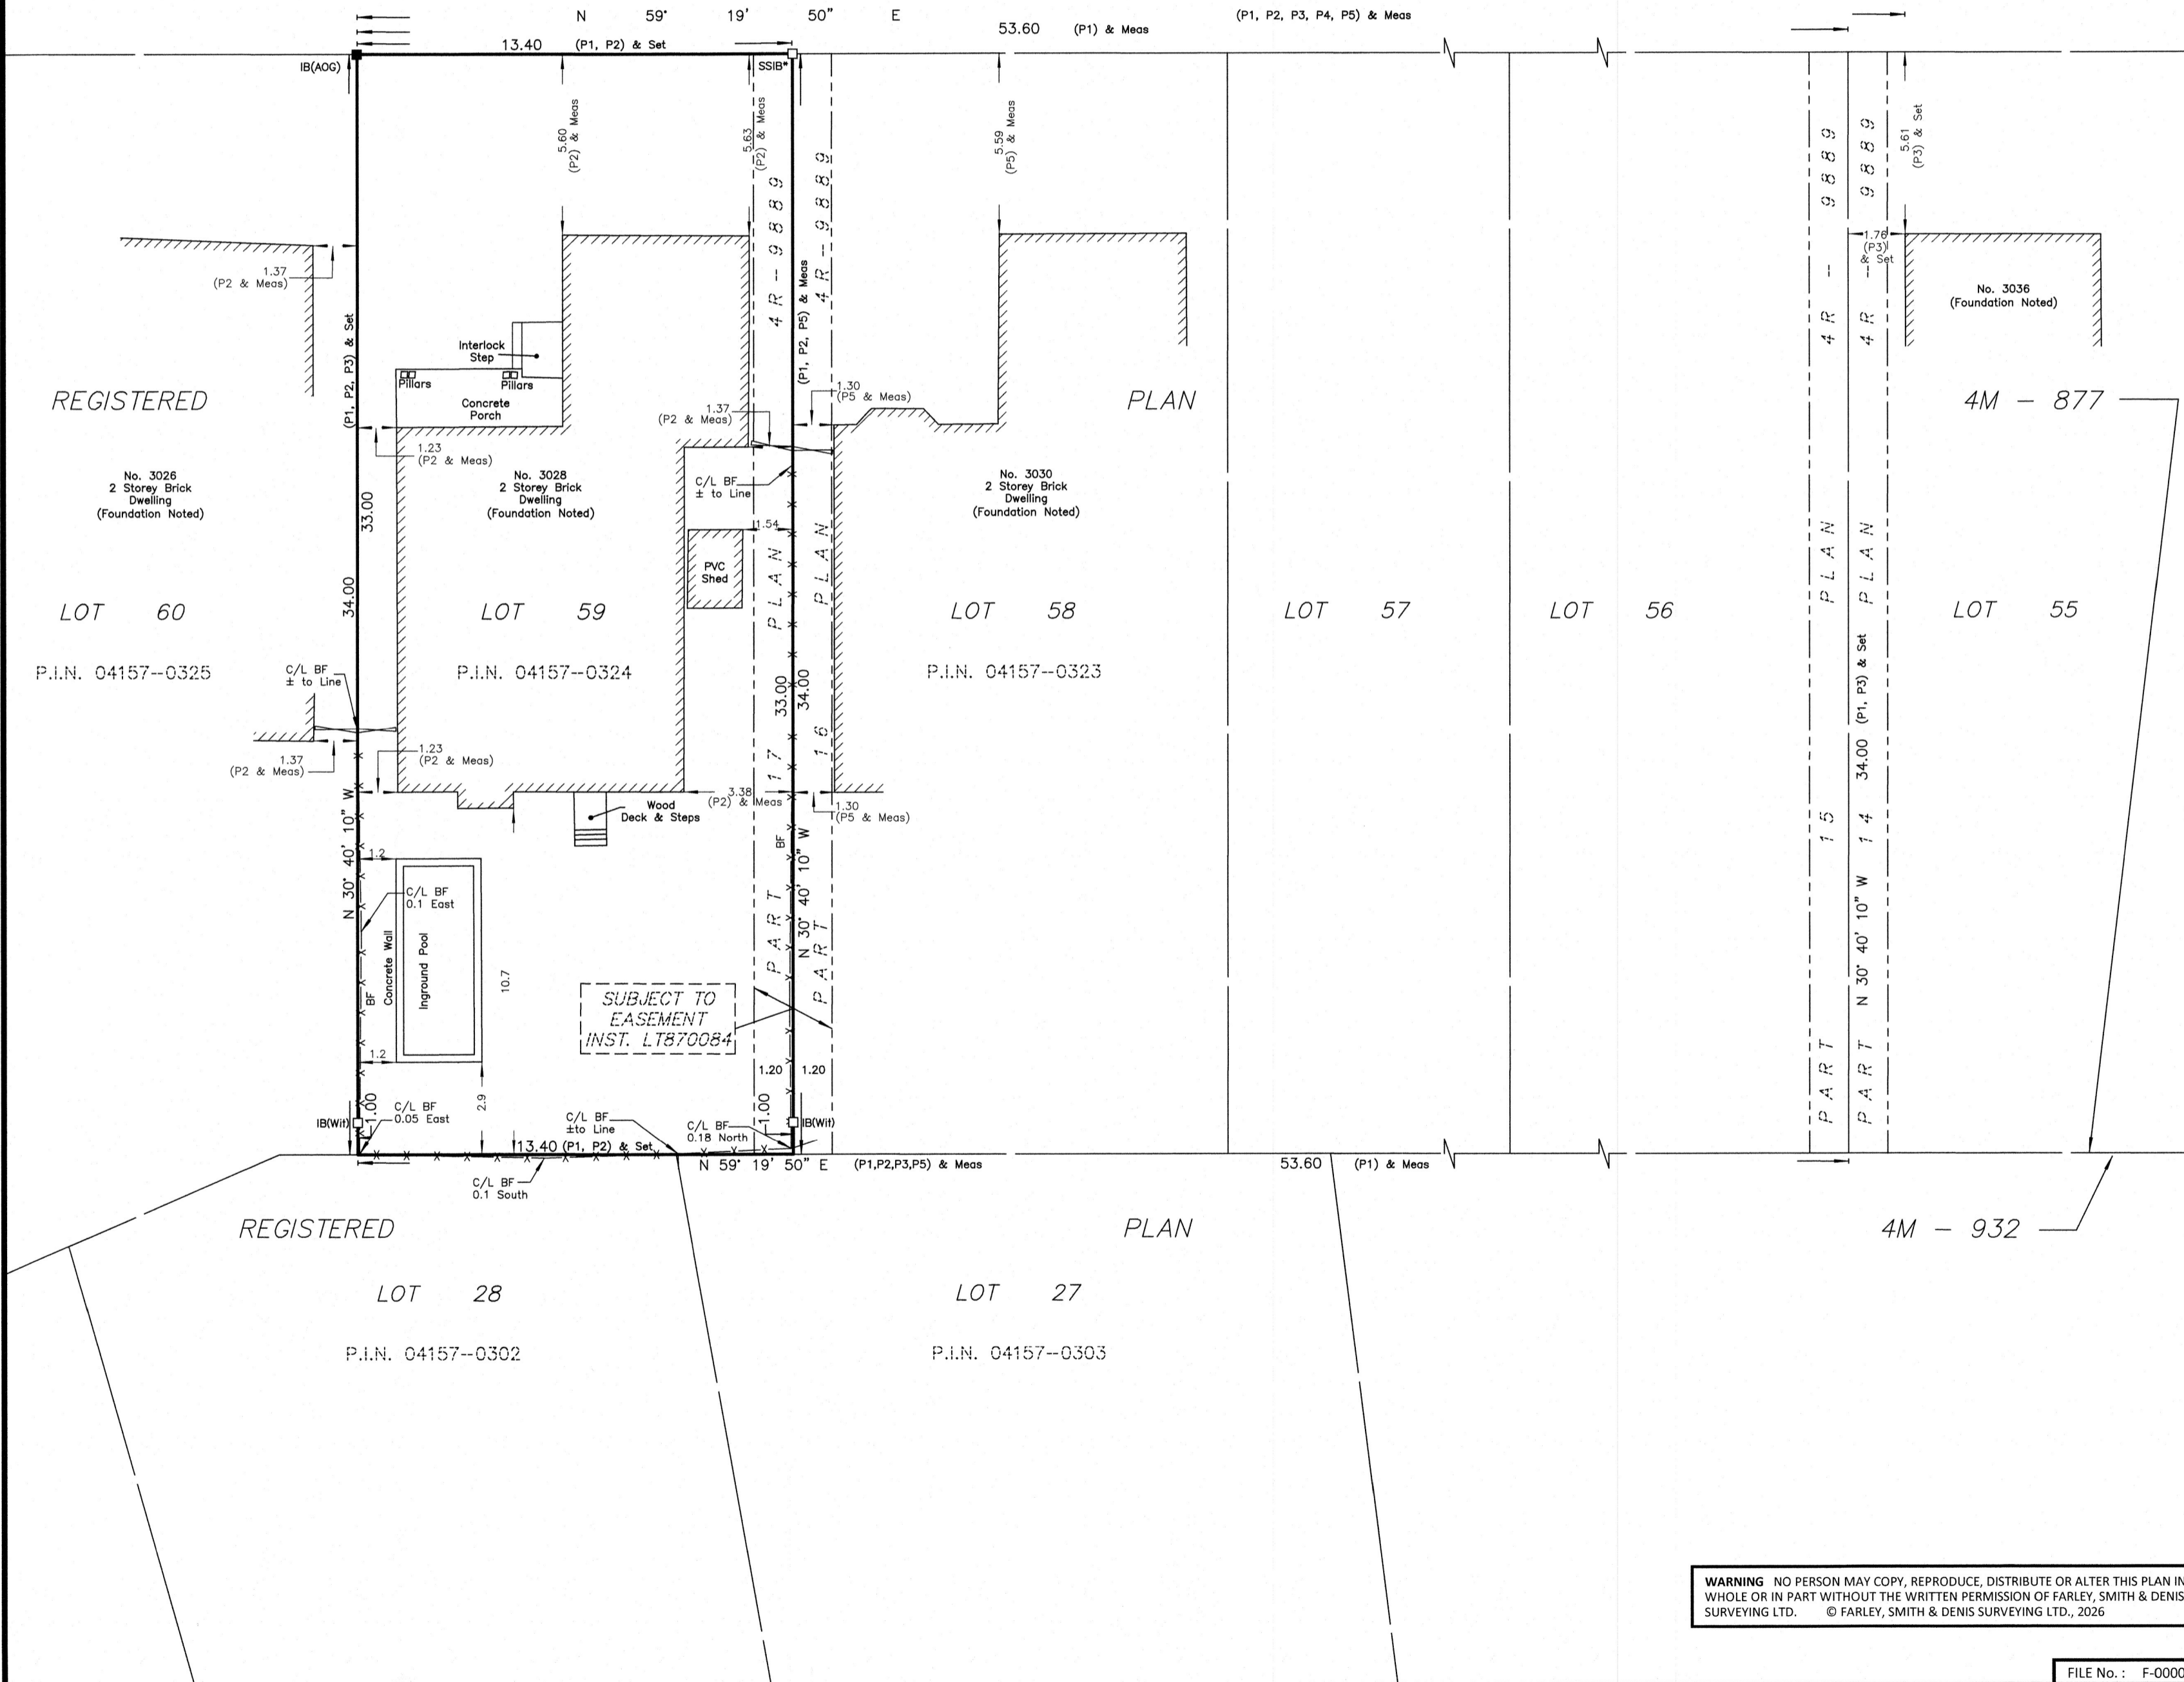 N 59° 19' 50" E
(P1, P2, P3, P4, P5) & Meas
53.60 (P1) & Meas
13.40 (P1, P2) & Set
IB(AOG)
SSIB*
5.60
(P2) & Meas
5.63
(P2) & Meas
5.59
(P5) & Meas
5.61
(P3) & Set
1.76
(P3)
& Set
1.37
(P2 & Meas)
No. 3036
(Foundation Noted)
Interlock
Step
Pillars
Pillars
Concrete
Porch
REGISTERED
PLAN
4M - 877
(P1, P2, P3) & Set
(P1, P2, P5) & Meas
1.37
(P2 & Meas)
1.30
(P5 & Meas)
1.23
(P2 & Meas)
No. 3026
2 Storey Brick
Dwelling
(Foundation Noted)
No. 3028
2 Storey Brick
Dwelling
(Foundation Noted)
C/L BF
± to Line
No. 3030
2 Storey Brick
Dwelling
(Foundation Noted)
33.00
34.00
1.54
PVC
Shed
LOT 60
LOT 59
LOT 58
LOT 57
LOT 56
LOT 55
P.I.N. 04157--0325
P.I.N. 04157--0324
P.I.N. 04157--0323
C/L BF
± to Line
33.00
34.00
34.00 (P1, P3) & Set
1.37
(P2 & Meas)
1.23
(P2 & Meas)
3.38
(P2) & Meas
1.30
(P5 & Meas)
Wood
Deck & Steps
PART 17 PLAN 4R--9889
PART 16 PLAN 4R--9889
PART 15 PLAN 4R--9889
PART 14 PLAN 4R--9889
N 30° 40' 10" W
N 30° 40' 10" W
N 30° 40' 10" W
BF
BF
1.2
C/L BF
0.1 East
Concrete Wall
Inground Pool
10.7
SUBJECT TO
EASEMENT
INST. LT870084
1.2
1.20
1.20
2.9
1.00
1.00
C/L BF
0.05 East
IB(Wit)
IB(Wit)
C/L BF
±to Line
C/L BF
0.18 North
13.40 (P1, P2) & Set
N 59° 19' 50" E (P1,P2,P3,P5) & Meas
53.60 (P1) & Meas
C/L BF
0.1 South
REGISTERED
PLAN
4M - 932
LOT 28
LOT 27
P.I.N. 04157--0302
P.I.N. 04157--0303
WARNING NO PERSON MAY COPY, REPRODUCE, DISTRIBUTE OR ALTER THIS PLAN IN
WHOLE OR IN PART WITHOUT THE WRITTEN PERMISSION OF FARLEY, SMITH & DENIS
SURVEYING LTD. © FARLEY, SMITH & DENIS SURVEYING LTD., 2026
FILE No. : F-0000